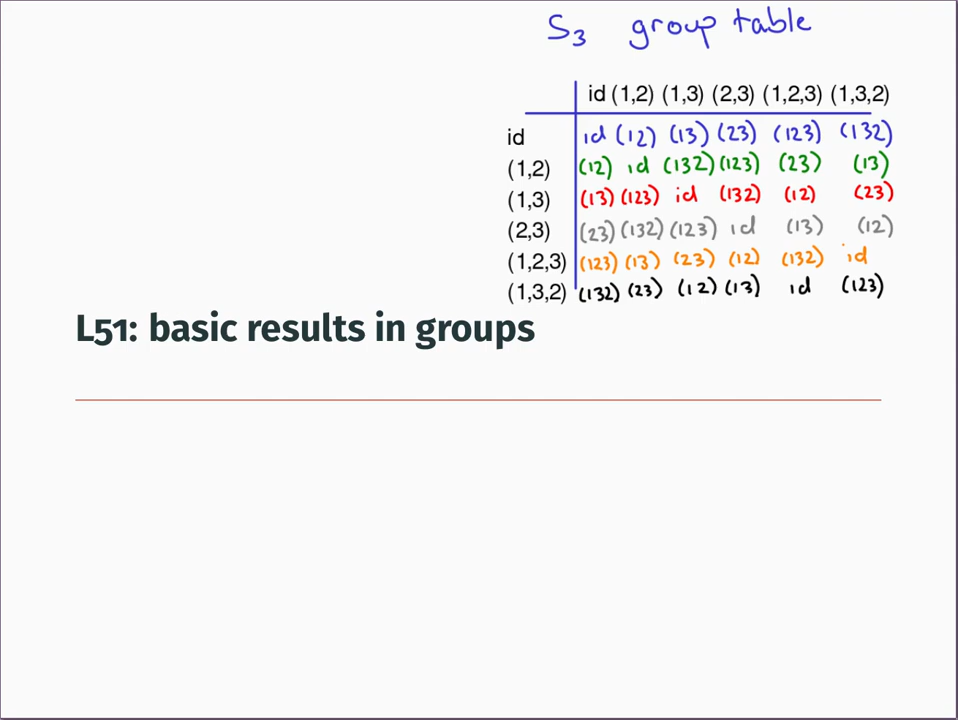 S3 group table
id (1,2) (1,3) (2,3) (1,2,3) (1,3,2)
id id (12) (13) (23) (123) (132)
(1,2) (12) id (132) (123) (23) (13)
(1,3) (13) (123) id (132) (12) (23)
(2,3) (23) (132) (123) id (13) (12)
(1,2,3) (123) (13) (23) (12) (132) id
(1,3,2) (132) (23) (12) (13) id (123)
L51: basic results in groups